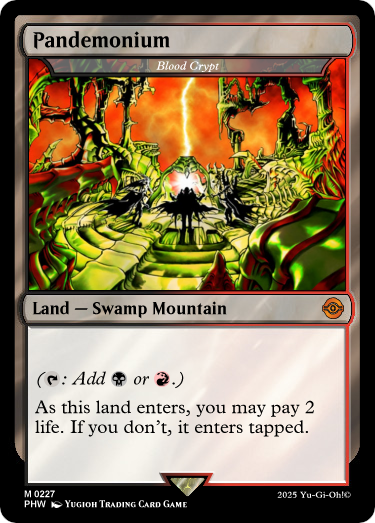 Pandemonium
Blood Crypt
Land — Swamp Mountain
(: Add or .)
As this land enters, you may pay 2
life. If you don't, it enters tapped.
M 0227
PHW Yugioh Trading Card Game
2025 Yu-Gi-Oh!©